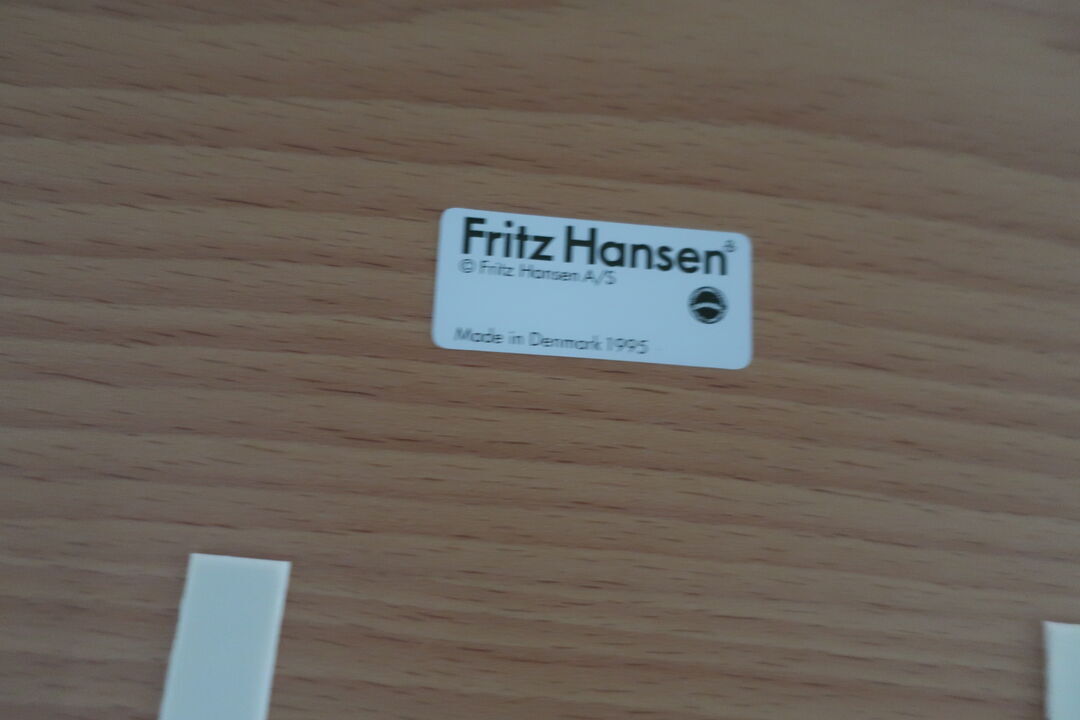 Fritz Hansen®
© Fritz Hansen A/S
Made in Denmark 1995